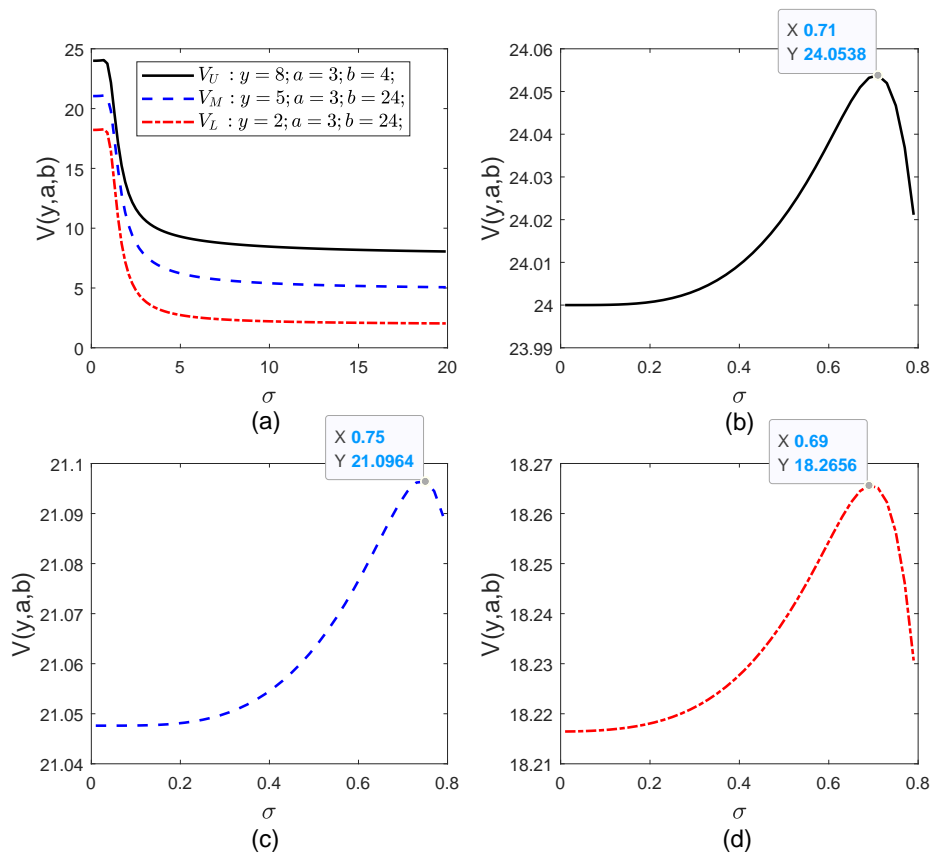 25
20
15
10
5
0
V(y,a,b)
V_U : y = 8; a = 3; b = 4;
V_M : y = 5; a = 3; b = 24;
V_L : y = 2; a = 3; b = 24;
0 5 10 15 20
σ
(a)
X 0.71
Y 24.0538
24.06
24.05
24.04
24.03
24.02
24.01
24
23.99
V(y,a,b)
0 0.2 0.4 0.6 0.8
σ
(b)
X 0.75
Y 21.0964
21.1
21.09
21.08
21.07
21.06
21.05
21.04
V(y,a,b)
0 0.2 0.4 0.6 0.8
σ
(c)
X 0.69
Y 18.2656
18.27
18.26
18.25
18.24
18.23
18.22
18.21
V(y,a,b)
0 0.2 0.4 0.6 0.8
σ
(d)